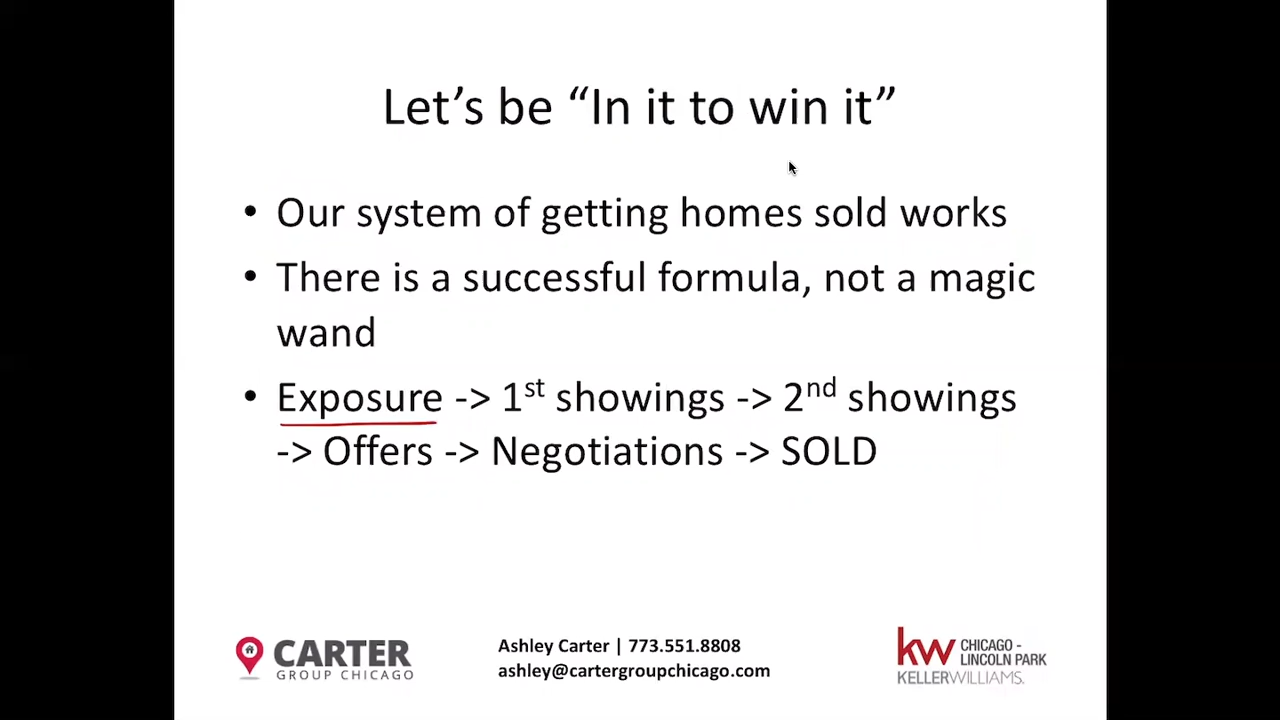 Let's be “In it to win it”
• Our system of getting homes sold works
• There is a successful formula, not a magic
wand
• Exposure -> 1st showings -> 2nd showings
-> Offers -> Negotiations -> SOLD
CARTER
GROUP CHICAGO
Ashley Carter | 773.551.8808
ashley@cartergroupchicago.com
kw CHICAGO -
LINCOLN PARK
KELLERWILLIAMS.